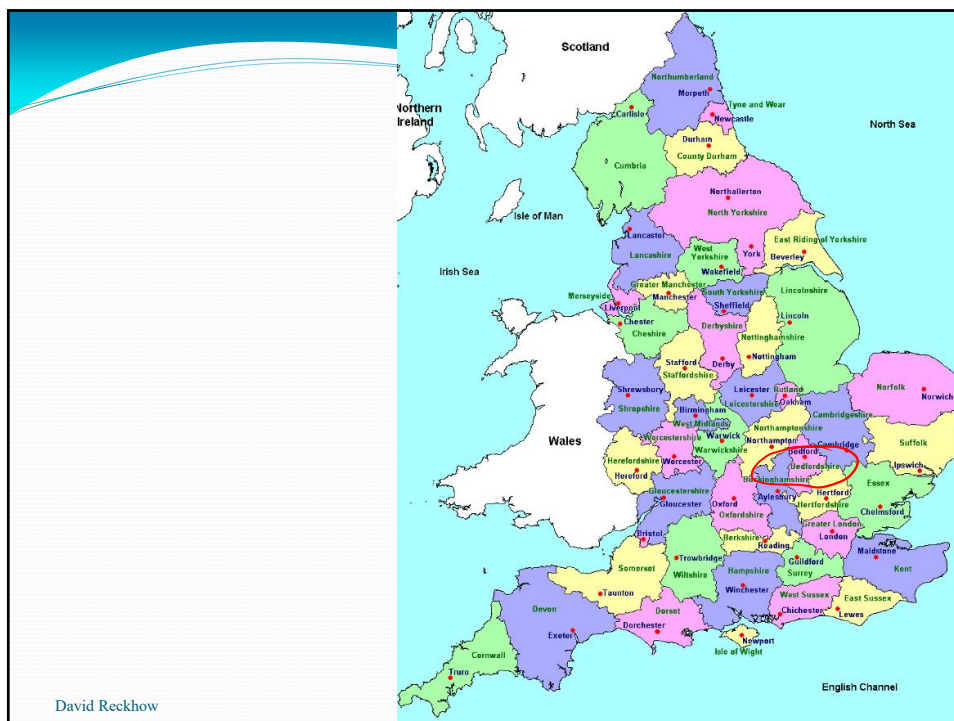 Scotland
Northumberland
Morpeth
Tyne and Wear
Newcastle
Northern
Ireland
Carlisle
North Sea
Durham
County Durham
Cumbria
Northallerton
North Yorkshire
Isle of Man
Lancaster
East Riding of Yorkshire
Beverley
York
West
Yorkshire
Wakefield
Lancashire
Irish Sea
Greater Manchester
Manchester
South Yorkshire
Sheffield
Lincolnshire
Merseyside
Liverpool
Chester
Cheshire
Derbyshire
Lincoln
Nottinghamshire
Nottingham
Stafford
Staffordshire
Derby
Shrewsbury
Shropshire
Leicester
Leicestershire
Rutland
Oakham
Norfolk
Norwich
Birmingham
West Midlands
Cambridgeshire
Cambridge
Wales
Worcestershire
Worcester
Warwick
Warwickshire
Northamptonshire
Northampton
Suffolk
Ipswich
Herefordshire
Hereford
Bedford
Bedfordshire
Buckinghamshire
Aylesbury
Gloucestershire
Gloucester
Oxford
Oxfordshire
Hertford
Hertfordshire
Essex
Chelmsford
Greater London
London
Bristol
Berkshire
Reading
Trowbridge
Wiltshire
Somerset
Taunton
Hampshire
Winchester
Guildford
Surrey
Maidstone
Kent
West Sussex
Chichester
East Sussex
Lewes
Devon
Exeter
Dorset
Dorchester
Newport
Isle of Wight
Cornwall
Truro
English Channel
David Reckhow